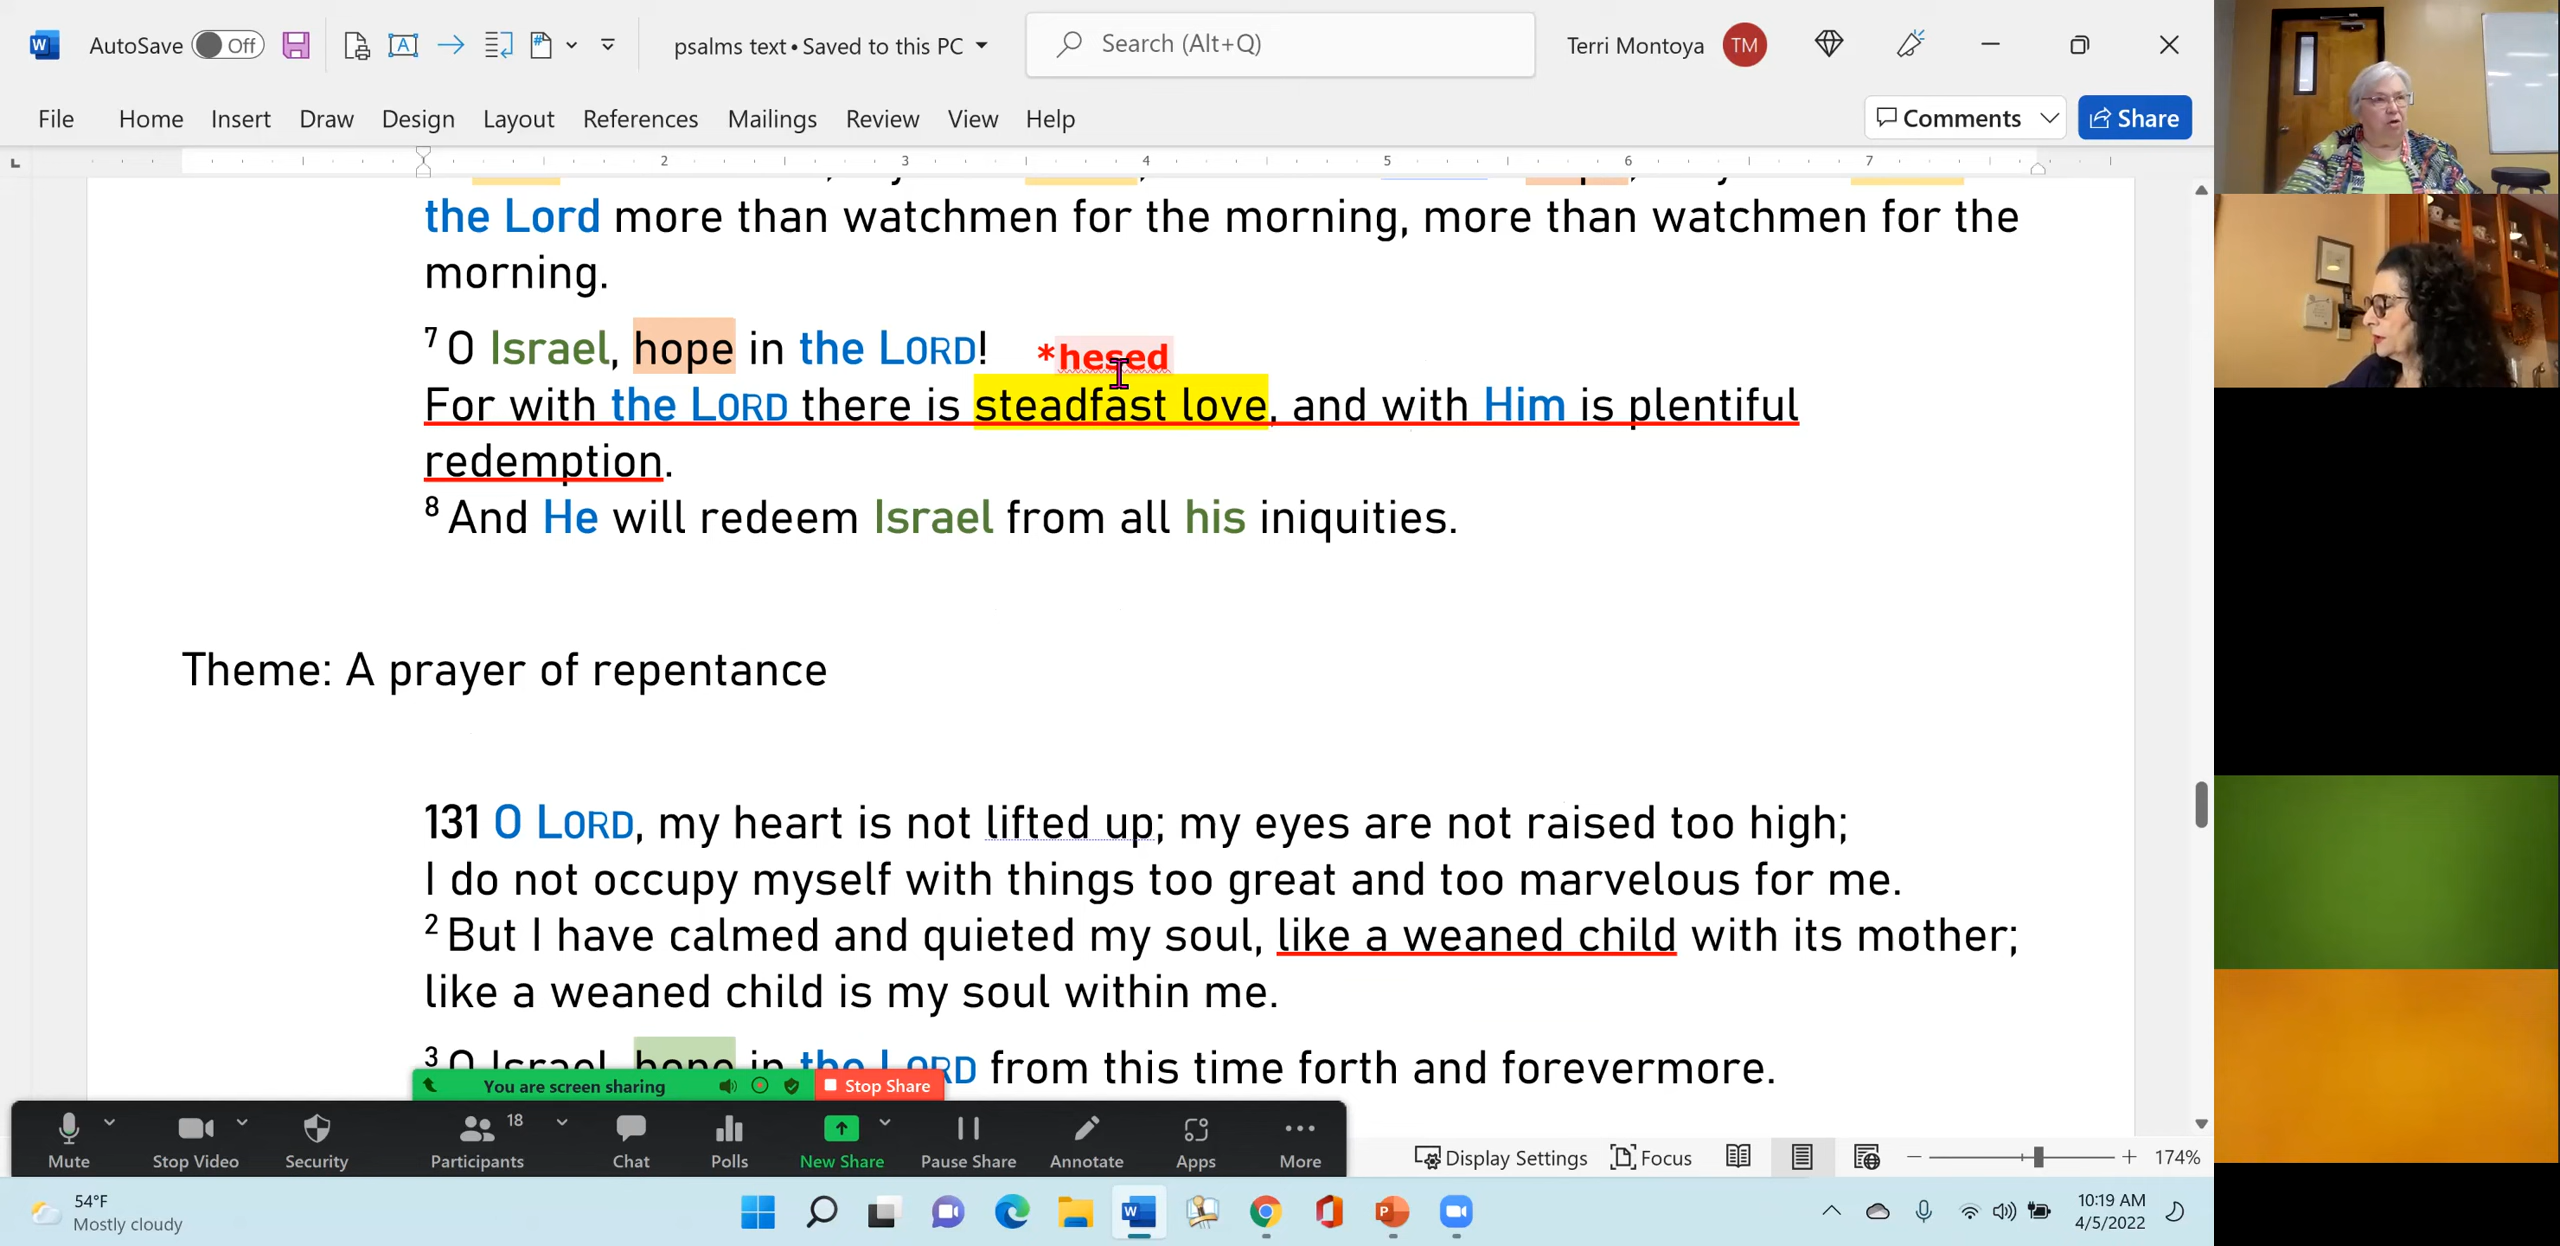 AutoSave Off
psalms text • Saved to this PC
Search (Alt+Q)
Terri Montoya TM
File Home Insert Draw Design Layout References Mailings Review View Help
Comments Share
2 3 4 5 6 7
the Lord more than watchmen for the morning, more than watchmen for the
morning.
7 O Israel, hope in the LORD! *hesed
For with the LORD there is steadfast love, and with Him is plentiful
redemption.
8 And He will redeem Israel from all his iniquities.
Theme: A prayer of repentance
131 O LORD, my heart is not lifted up; my eyes are not raised too high;
I do not occupy myself with things too great and too marvelous for me.
2 But I have calmed and quieted my soul, like a weaned child with its mother;
like a weaned child is my soul within me.
3 O Israel, hope in the LORD from this time forth and forevermore.
You are screen sharing Stop Share
18
Mute Stop Video Security Participants Chat Polls New Share Pause Share Annotate Apps More
Display Settings Focus 174%
54°F
Mostly cloudy
10:19 AM
4/5/2022